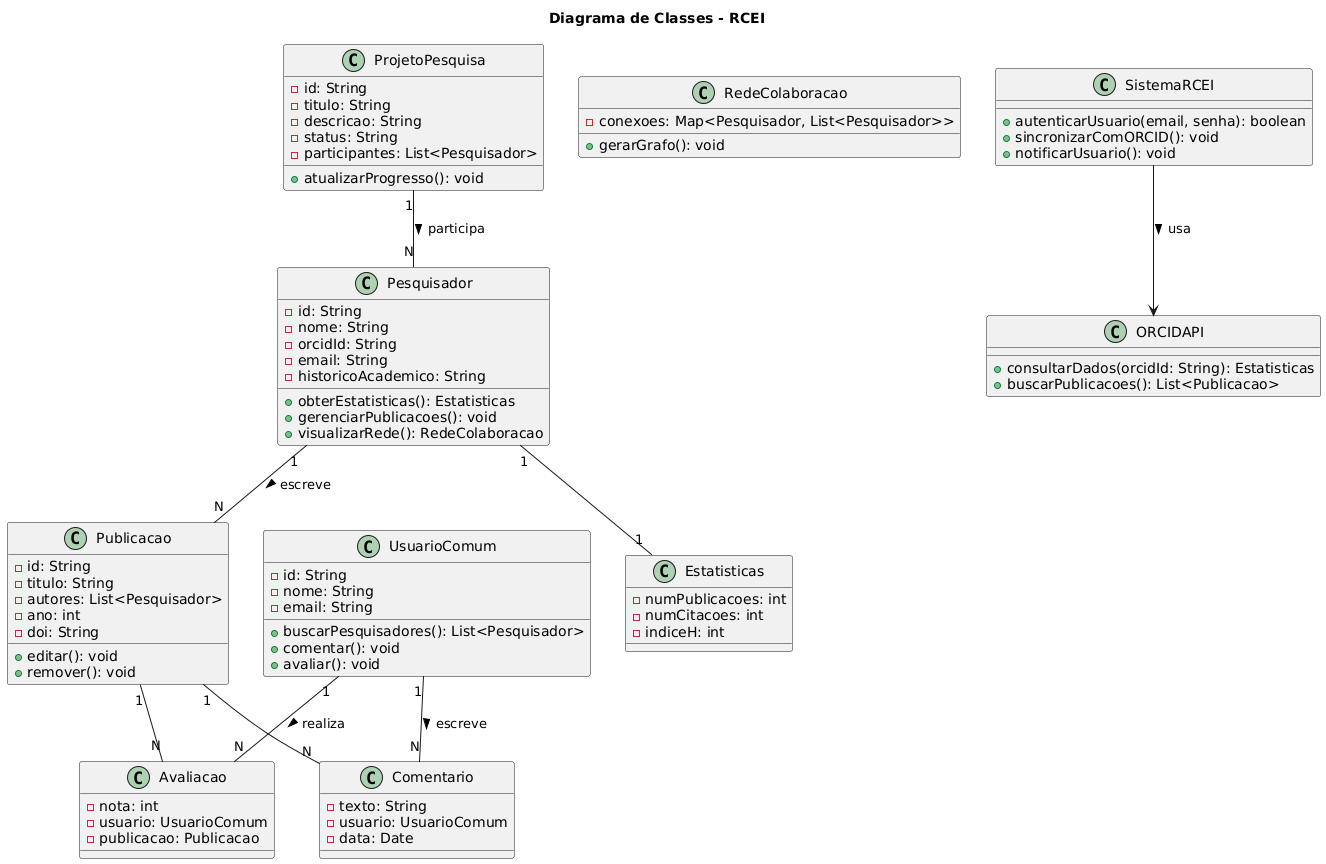 Diagrama de Classes - RCEI
C ProjetoPesquisa
id: String
titulo: String
descricao: String
status: String
participantes: List<Pesquisador>
atualizarProgresso(): void
C RedeColaboracao
conexoes: Map<Pesquisador, List<Pesquisador>>
gerarGrafo(): void
C SistemaRCEI
autenticarUsuario(email, senha): boolean
sincronizarComORCID(): void
notificarUsuario(): void
1
participa
N
usa
C Pesquisador
id: String
nome: String
orcidId: String
email: String
historicoAcademico: String
obterEstatisticas(): Estatisticas
gerenciarPublicacoes(): void
visualizarRede(): RedeColaboracao
C ORCIDAPI
consultarDados(orcidId: String): Estatisticas
buscarPublicacoes(): List<Publicacao>
1
escreve
N
1
1
C Publicacao
id: String
titulo: String
autores: List<Pesquisador>
ano: int
doi: String
editar(): void
remover(): void
C UsuarioComum
id: String
nome: String
email: String
buscarPesquisadores(): List<Pesquisador>
comentar(): void
avaliar(): void
C Estatisticas
numPublicacoes: int
numCitacoes: int
indiceH: int
1
N
1
N
1
realiza
N
1
escreve
N
C Avaliacao
nota: int
usuario: UsuarioComum
publicacao: Publicacao
C Comentario
texto: String
usuario: UsuarioComum
data: Date